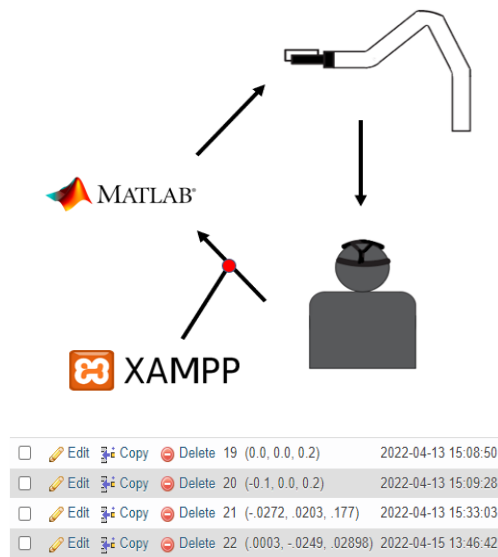 MATLAB®
XAMPP
Edit Copy Delete 19 (0.0, 0.0, 0.2) 2022-04-13 15:08:50
Edit Copy Delete 20 (-0.1, 0.0, 0.2) 2022-04-13 15:09:28
Edit Copy Delete 21 (-.0272, .0203, .177) 2022-04-13 15:33:03
Edit Copy Delete 22 (.0003, -.0249, .02898) 2022-04-15 13:46:42